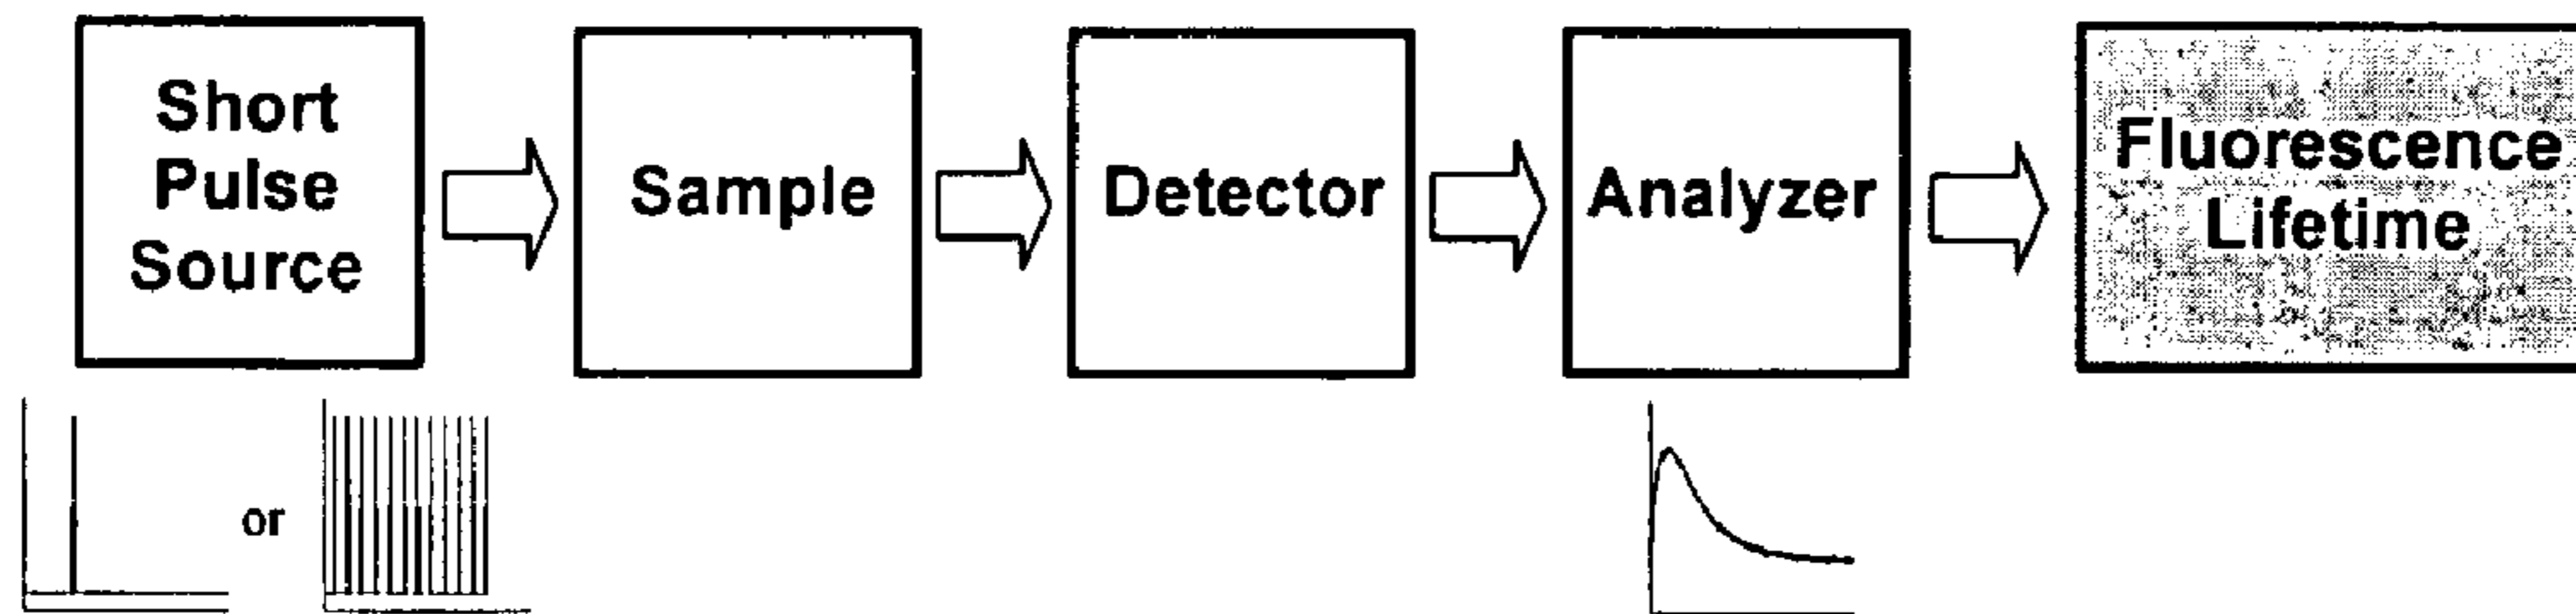 Short
Pulse
Source
Sample
Detector
Analyzer
Fluorescence
Lifetime
or